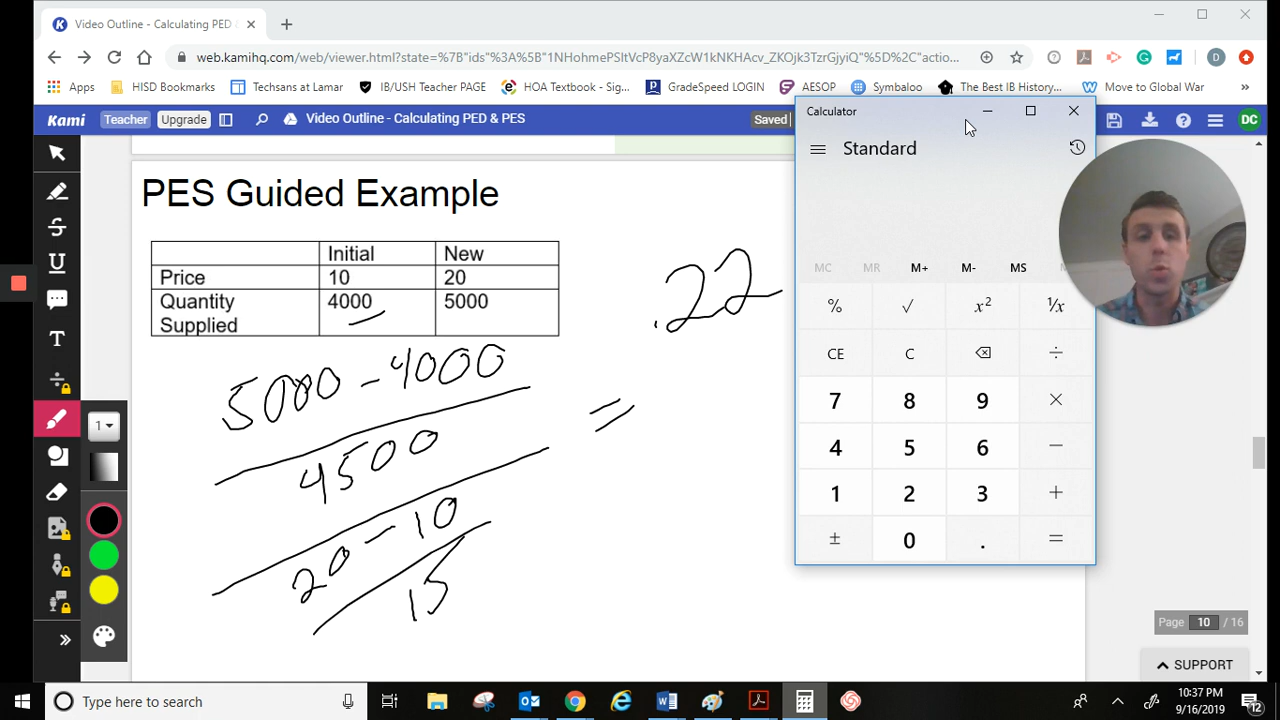 Video Outline - Calculating PED &
web.kamihq.com/web/viewer.html?state=%7B"ids"%3A%5B"1NHohmePSltVcP8yaXZcW1kNKHAcv_ZKOjk3TzrGjyiQ"%5D%2C"actio...
Apps HISD Bookmarks Techsans at Lamar IB/USH Teacher PAGE HOA Textbook - Sig... GradeSpeed LOGIN AESOP Symbaloo The Best IB History... Move to Global War »
Kami Teacher Upgrade Video Outline - Calculating PED & PES Saved DC
Calculator
Standard
PES Guided Example
Initial New
Price 10 20
Quantity Supplied 4000 5000
.22
5000 - 4000
4500
=
20 - 10
15
MC MR M+ M- MS
% √ x² ¹/x
CE C ÷
7 8 9 ×
4 5 6 −
1 2 3 +
± 0 . =
T
1
Page 10 / 16
SUPPORT
Type here to search
10:37 PM
9/16/2019
12